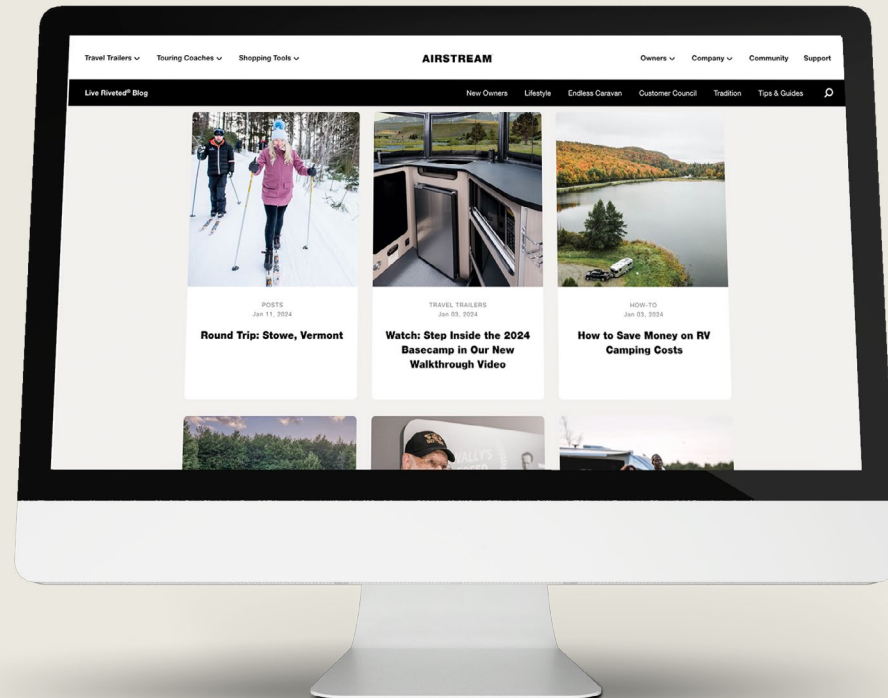 Travel Trailers Touring Coaches Shopping Tools AIRSTREAM Owners Company Community Support
Live Riveted® Blog New Owners Lifestyle Endless Caravan Customer Council Tradition Tips & Guides
POSTS
Jan 11, 2024
Round Trip: Stowe, Vermont
TRAVEL TRAILERS
Jan 03, 2024
Watch: Step Inside the 2024
Basecamp in Our New
Walkthrough Video
HOW-TO
Jan 03, 2024
How to Save Money on RV
Camping Costs